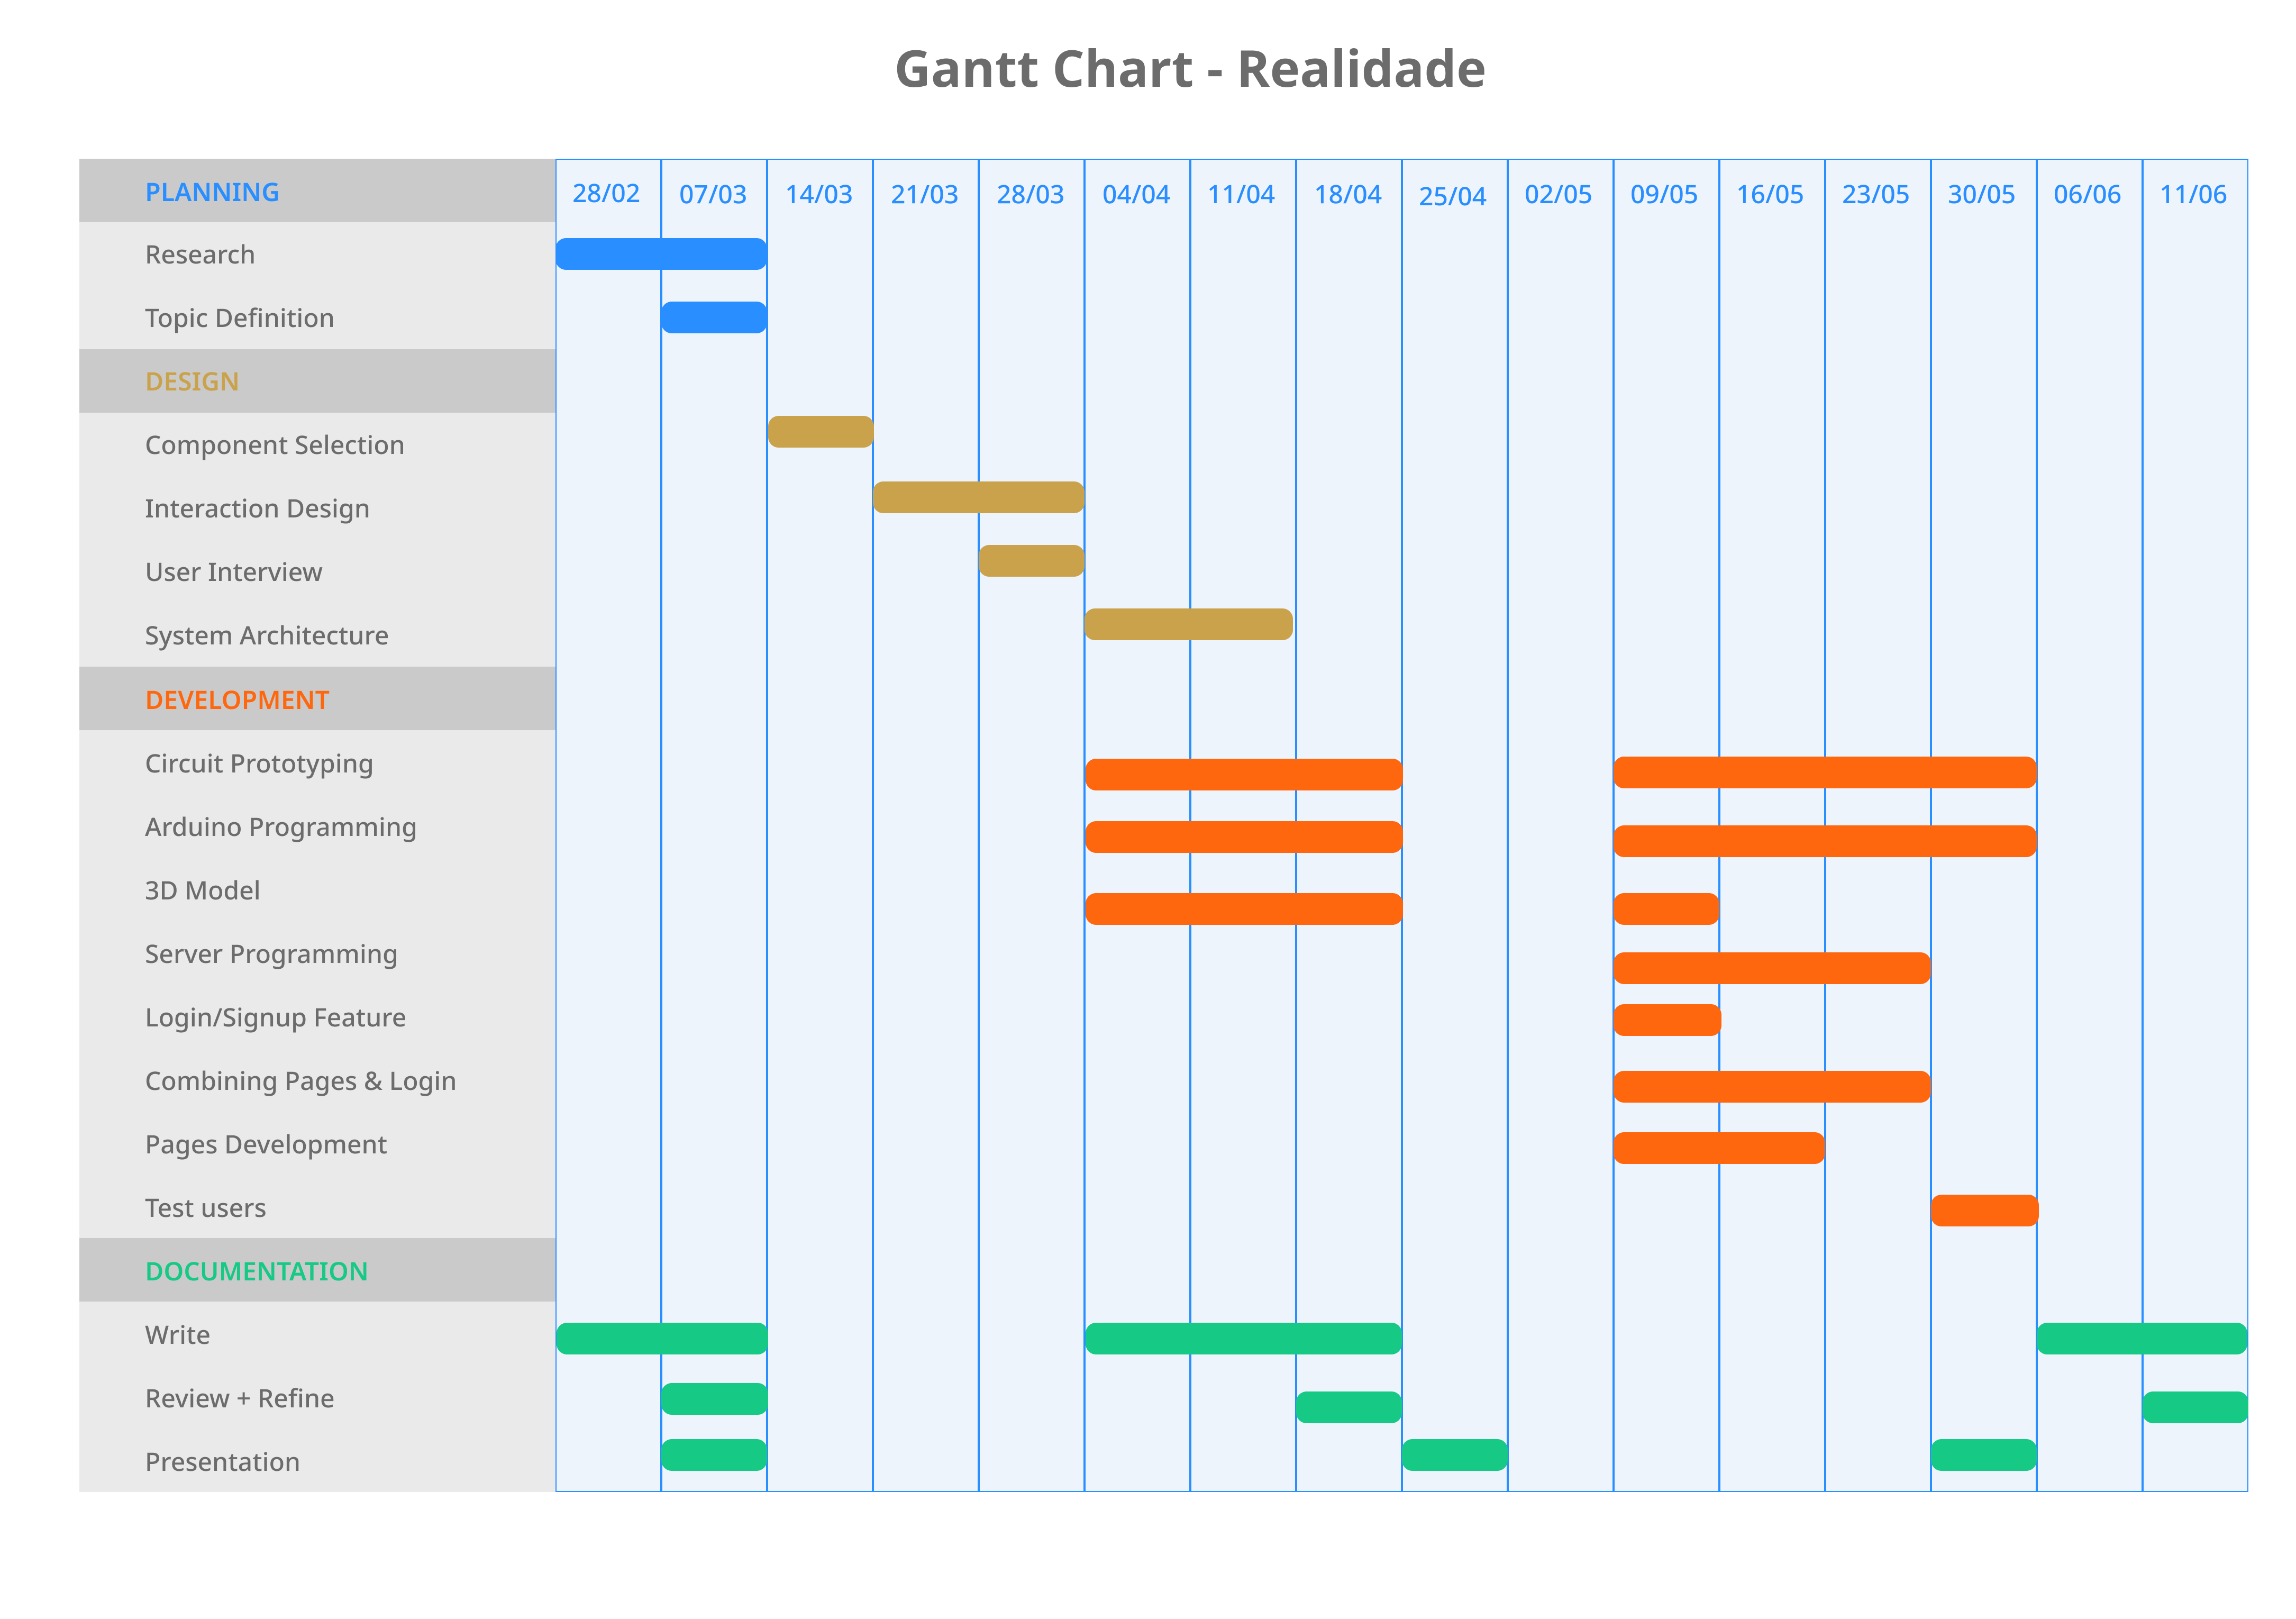 Gantt Chart - Realidade
PLANNING 28/02 07/03 14/03 21/03 28/03 04/04 11/04 18/04 25/04 02/05 09/05 16/05 23/05 30/05 06/06 11/06
Research
Topic Definition
DESIGN
Component Selection
Interaction Design
User Interview
System Architecture
DEVELOPMENT
Circuit Prototyping
Arduino Programming
3D Model
Server Programming
Login/Signup Feature
Combining Pages & Login
Pages Development
Test users
DOCUMENTATION
Write
Review + Refine
Presentation